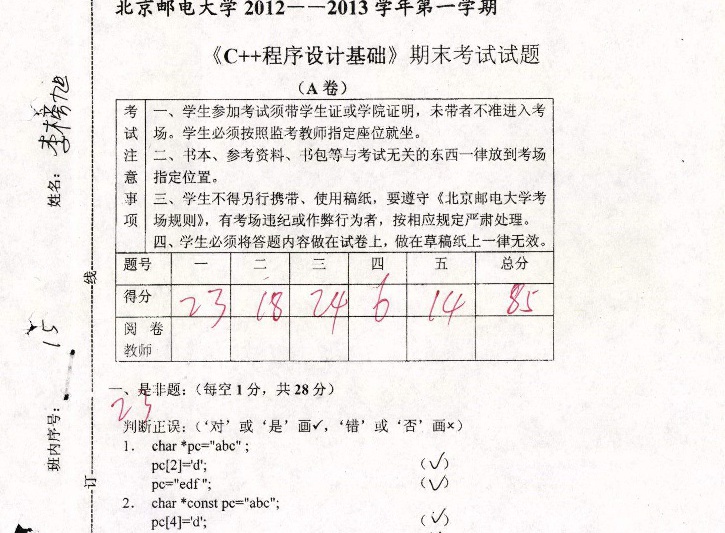 北京邮电大学 2012——2013 学年第一学期
《C++程序设计基础》期末考试试题
（A 卷）
考试注意事项
一、学生参加考试须带学生证或学院证明，未带者不准进入考
场。学生必须按照监考教师指定座位就坐。
二、书本、参考资料、书包等与考试无关的东西一律放到考场
指定位置。
三、学生不得另行携带、使用稿纸，要遵守《北京邮电大学考
场规则》，有考场违纪或作弊行为者，按相应规定严肃处理。
四、学生必须将答题内容做在试卷上，做在草稿纸上一律无效。
题号 一 二 三 四 五 总分
得分 23 18 24 6 14 85
阅卷
教师
一、是非题：（每空 1 分，共 28 分）
23
判断正误：（‘对’或‘是’画✓，‘错’或‘否’画×）
1. char *pc="abc" ;
pc[2]='d'; （✓）
pc="edf "; （✓）
2. char *const pc="abc";
pc[4]='d'; （✓）
姓名：
班内序号： 15
线
订